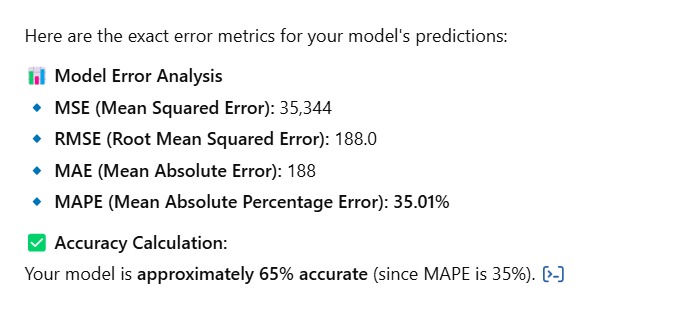 Here are the exact error metrics for your model's predictions:
📊 Model Error Analysis
🔹 MSE (Mean Squared Error): 35,344
🔹 RMSE (Root Mean Squared Error): 188.0
🔹 MAE (Mean Absolute Error): 188
🔹 MAPE (Mean Absolute Percentage Error): 35.01%
✅ Accuracy Calculation:
Your model is approximately 65% accurate (since MAPE is 35%). [>-]